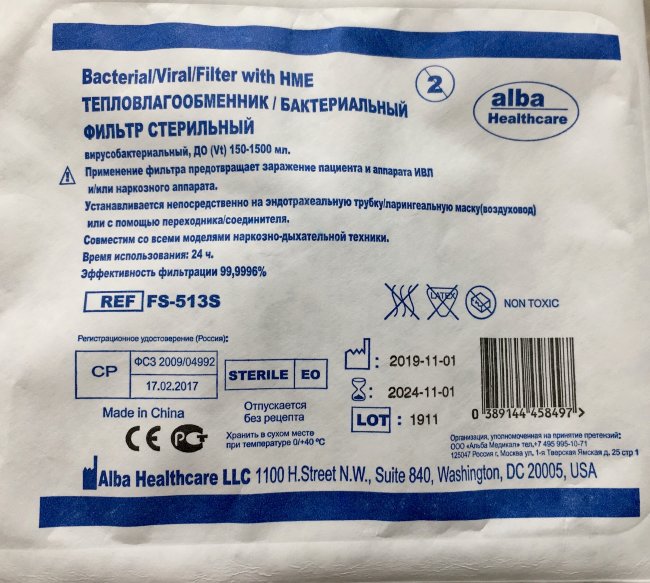 Bacterial/Viral/Filter with HME
2
alba
Healthcare
ТЕПЛОВЛАГООБМЕННИК / БАКТЕРИАЛЬНЫЙ
ФИЛЬТР СТЕРИЛЬНЫЙ
вирусобактериальный, ДО (Vt) 150-1500 мл.
Применение фильтра предотвращает заражение пациента и аппарата ИВЛ
и/или наркозного аппарата.
Устанавливается непосредственно на эндотрахеальную трубку/ларингеальную маску(воздуховод)
или с помощью переходника/соединителя.
Совместим со всеми моделями наркозно-дыхательной техники.
Время использования: 24 ч.
Эффективность фильтрации 99,9996%
REF FS-513S
LATEX
NON TOXIC
Регистрационное удостоверение (Россия):
СР
ФСЗ 2009/04992
17.02.2017
STERILE EO
: 2019-11-01
: 2024-11-01
LOT : 1911
0 389144 458497 >
Made in China
CE РСТ
Отпускается
без рецепта
Хранить в сухом месте
при температуре 0/+40 °C
Организация, уполномоченная на принятие претензий:
ООО «Альба Медикал» тел.+7 495 995-10-71
125047 Россия, Москва ул, 1-я Тверская Ямская д, 25 стр 1
Alba Healthcare LLC 1100 H.Street N.W., Suite 840, Washington, DC 20005, USA